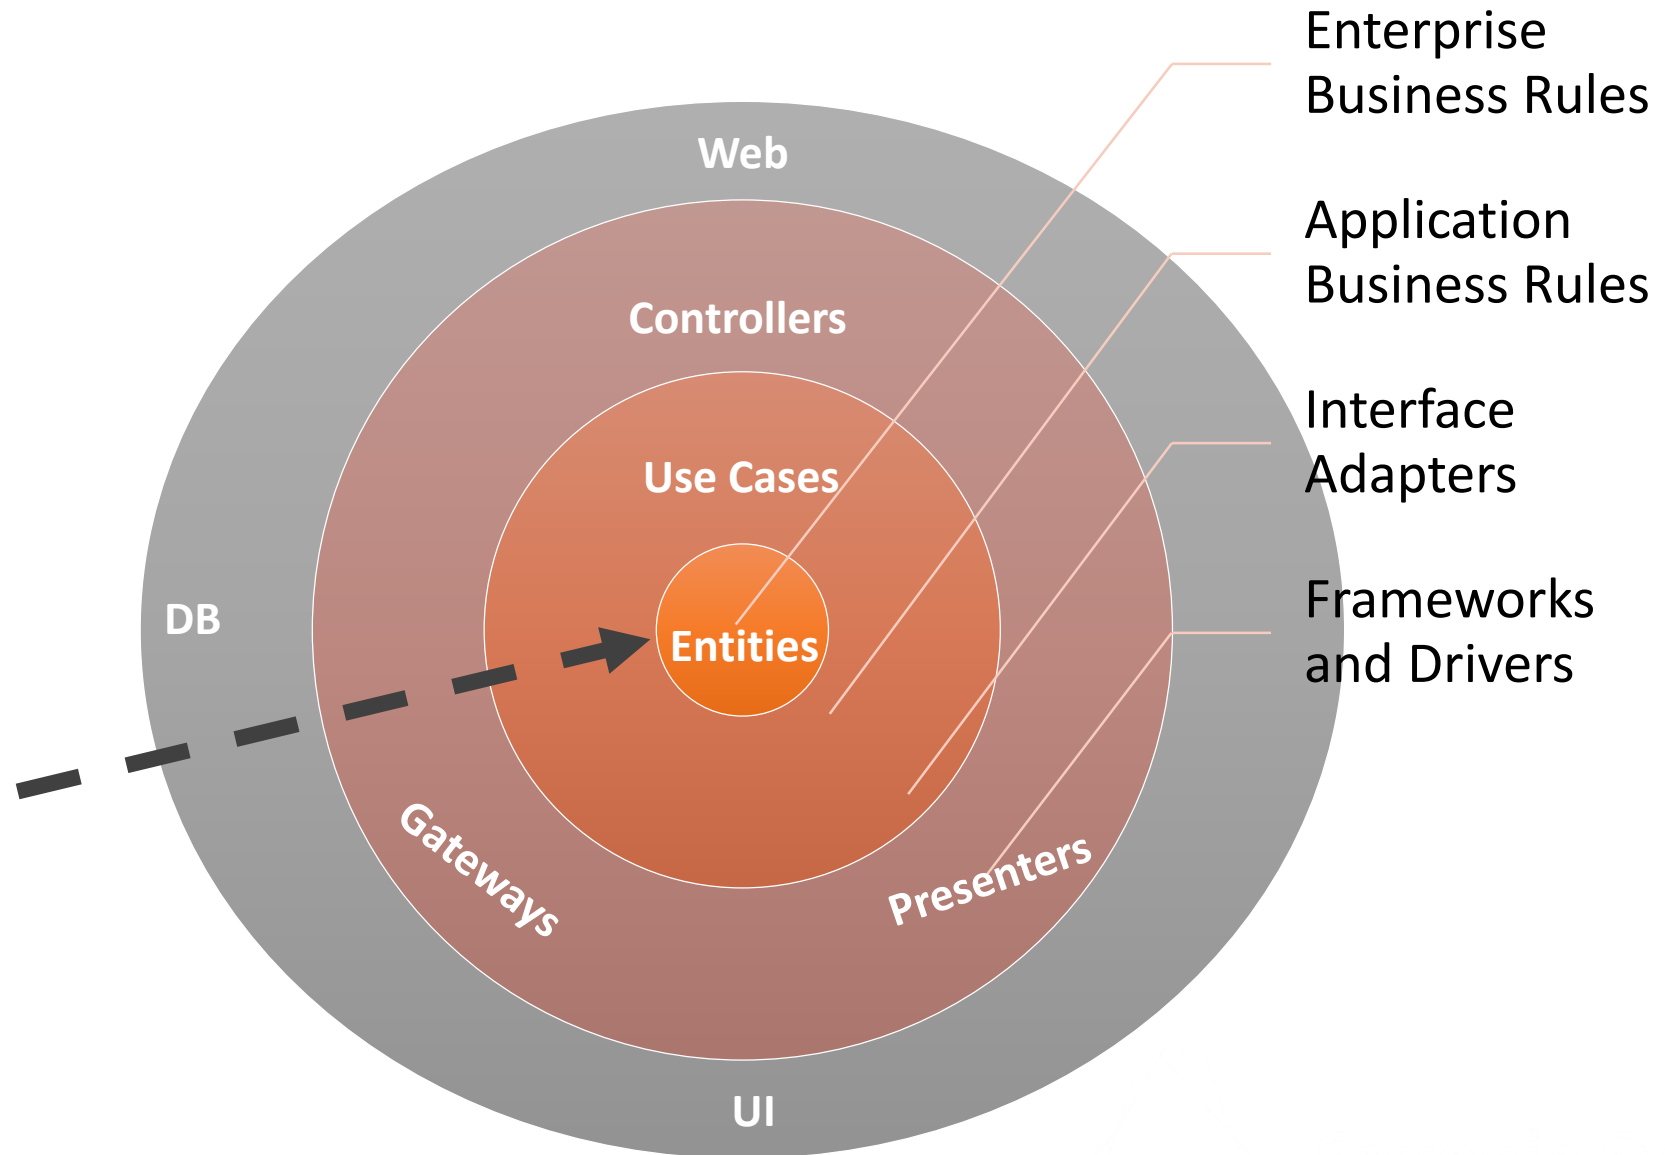 Enterprise
Business Rules
Application
Business Rules
Interface
Adapters
Frameworks
and Drivers
Web
Controllers
Use Cases
Entities
DB
Gateways
Presenters
UI